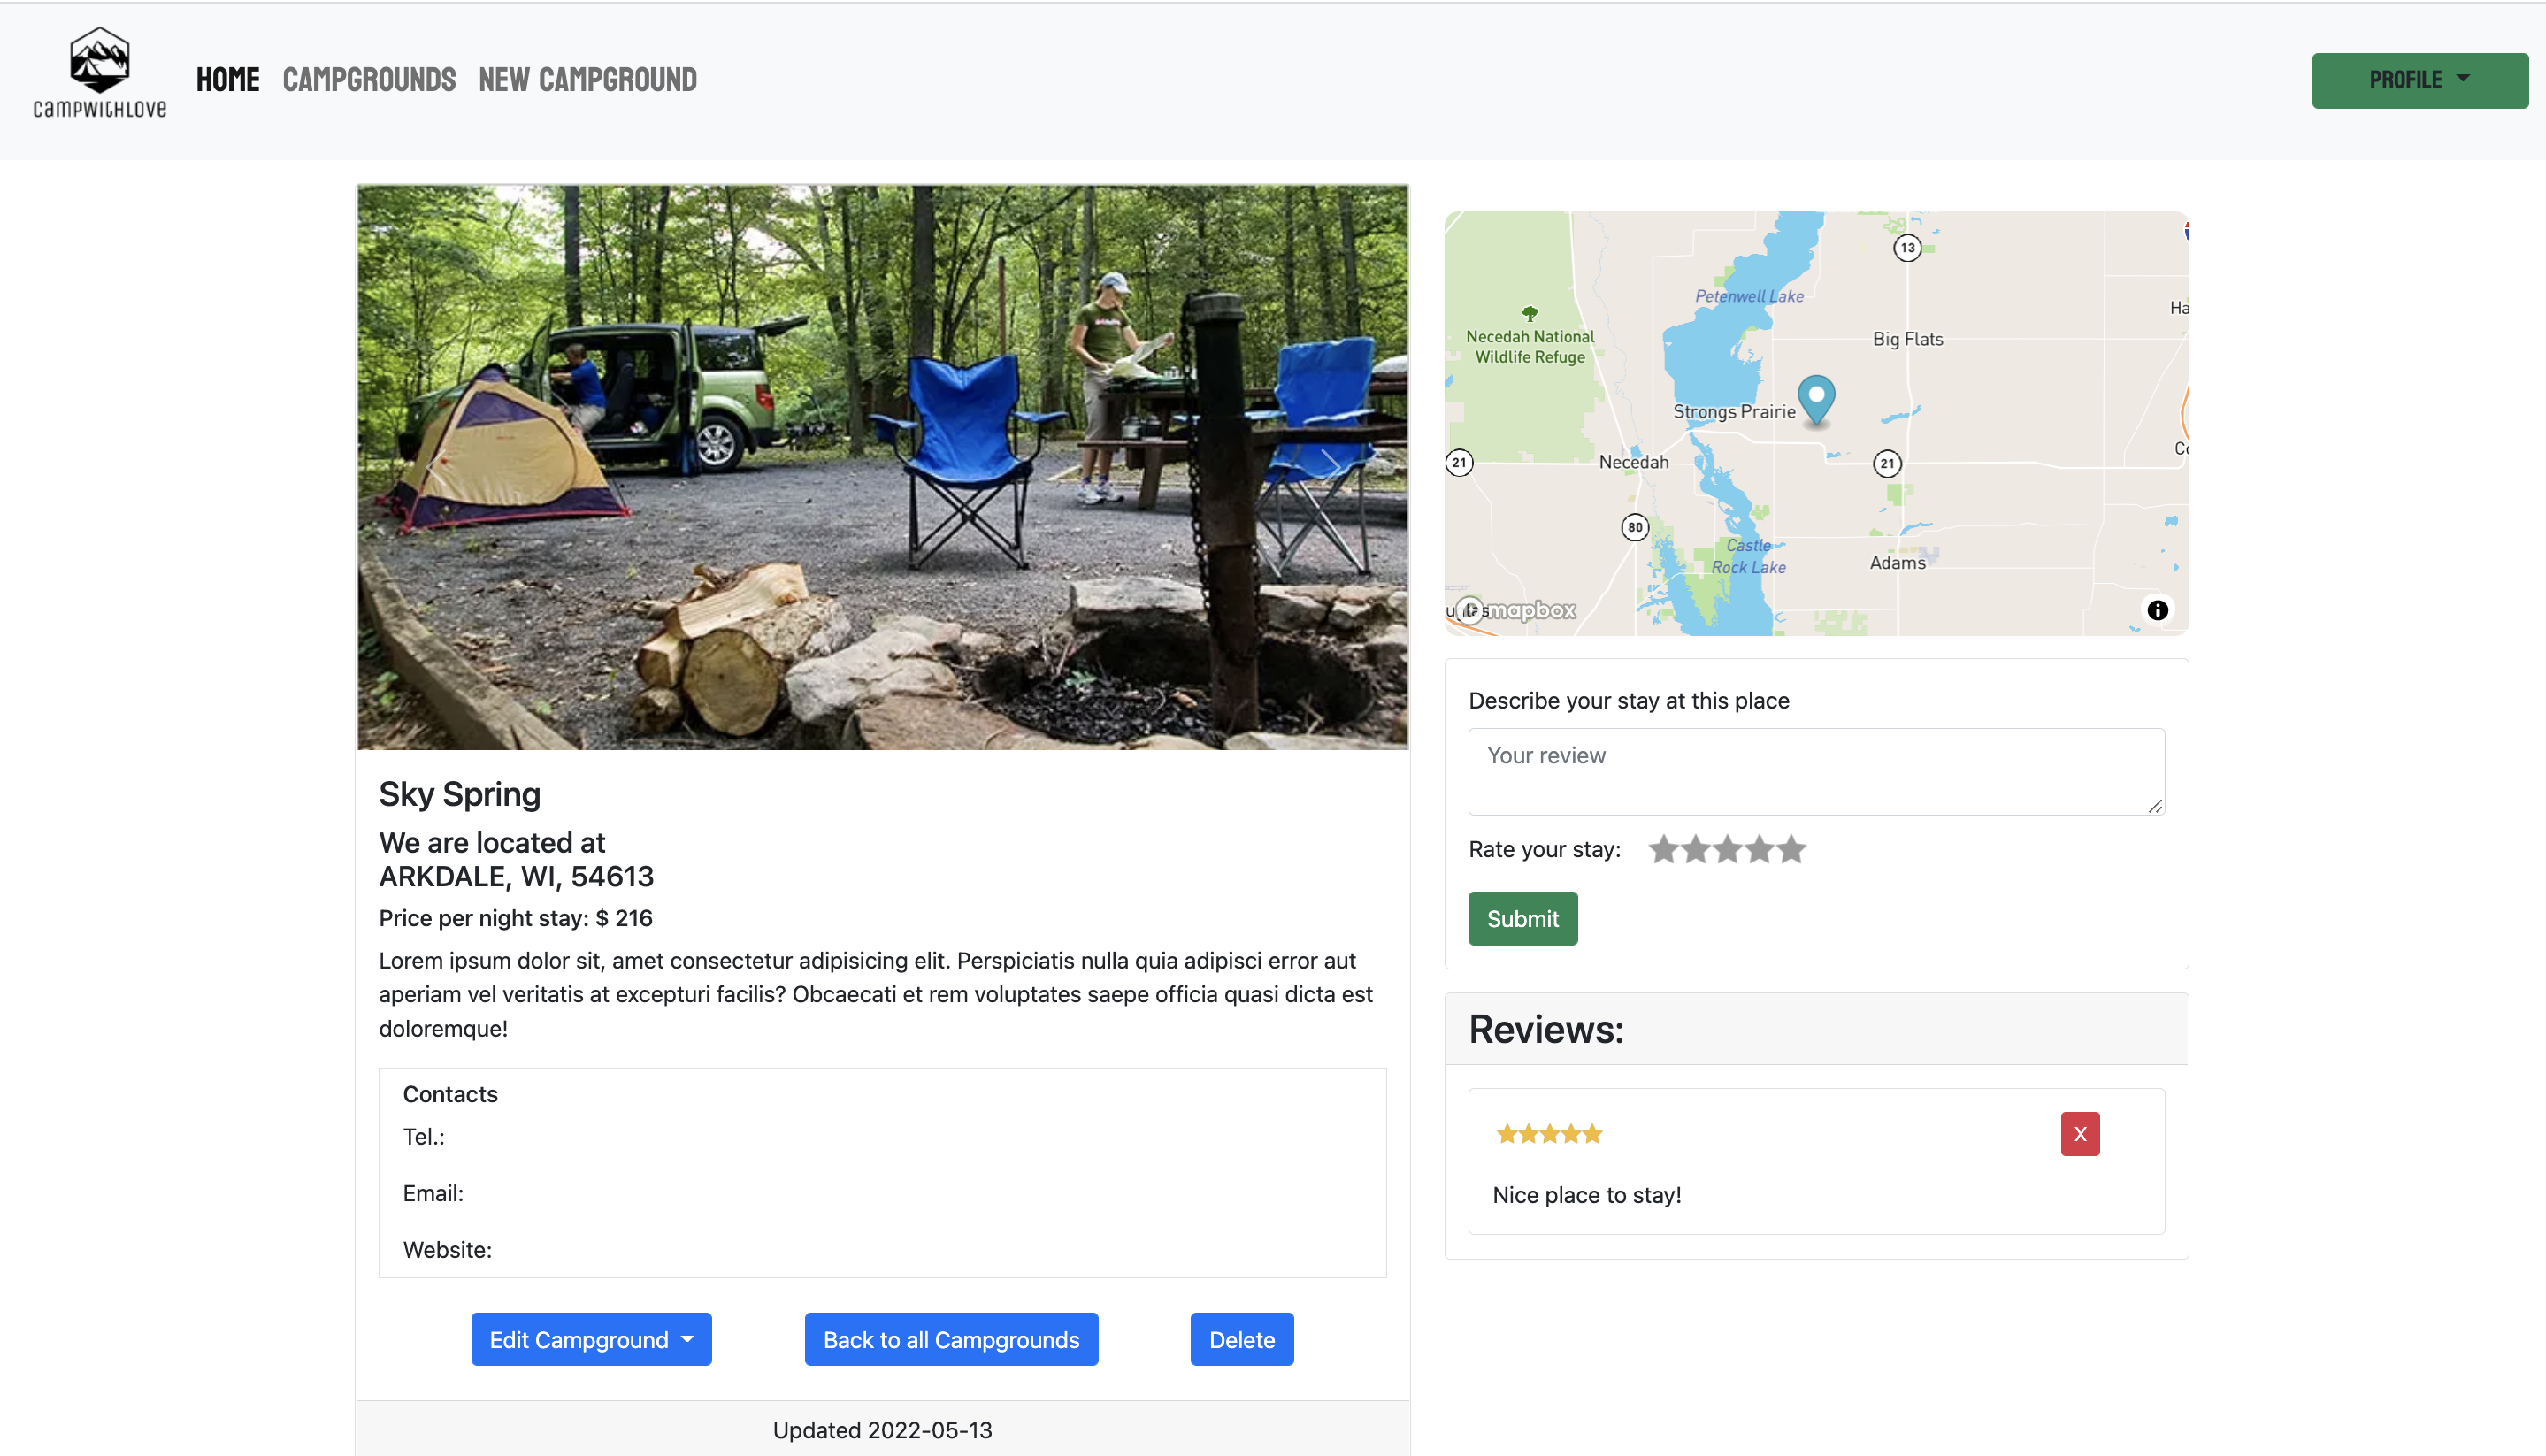 CAMPWITHLOVE
HOME CAMPGROUNDS NEW CAMPGROUND
PROFILE
Sky Spring
We are located at
ARKDALE, WI, 54613
Price per night stay: $ 216
Lorem ipsum dolor sit, amet consectetur adipisicing elit. Perspiciatis nulla quia adipisci error aut
aperiam vel veritatis at excepturi facilis? Obcaecati et rem voluptates saepe officia quasi dicta est
doloremque!
Contacts
Tel.:
Email:
Website:
Edit Campground
Back to all Campgrounds
Delete
Updated 2022-05-13
13
Petenwell Lake
Ha
Necedah National
Wildlife Refuge
Big Flats
Strongs Prairie
21
Necedah
21
80
Castle
Rock Lake
Adams
mapbox
Describe your stay at this place
Your review
Rate your stay:
Submit
Reviews:
X
Nice place to stay!